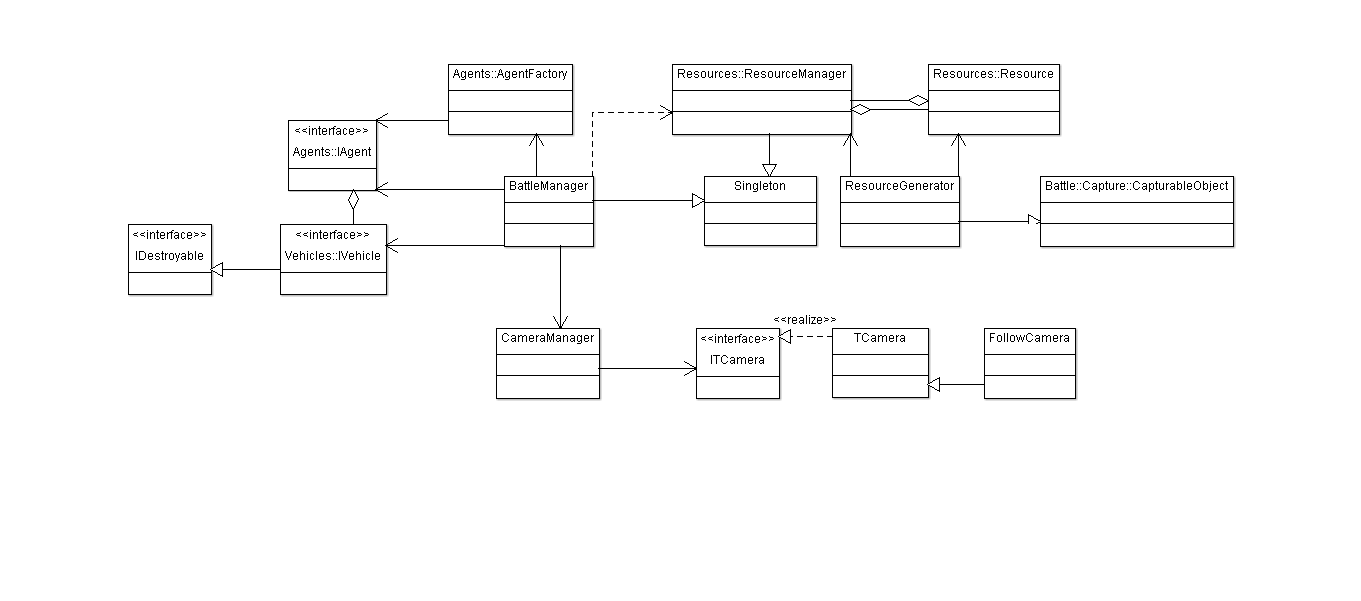 Agents::AgentFactory
Resources::ResourceManager
Resources::Resource
<<interface>>
Agents::IAgent
BattleManager
Singleton
ResourceGenerator
Battle::Capture::CapturableObject
<<interface>>
IDestroyable
<<interface>>
Vehicles::IVehicle
<<realize>>
CameraManager
<<interface>>
ITCamera
TCamera
FollowCamera